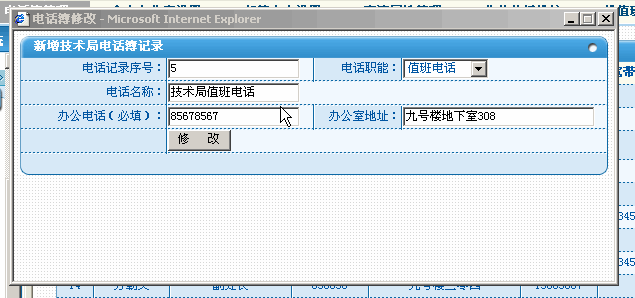 电话簿修改 - Microsoft Internet Explorer
新增技术局电话簿记录
电话记录序号： 5 电话职能： 值班电话
电话名称： 技术局值班电话
办公电话（必填）： 85678567 办公室地址： 九号楼地下室308
修 改